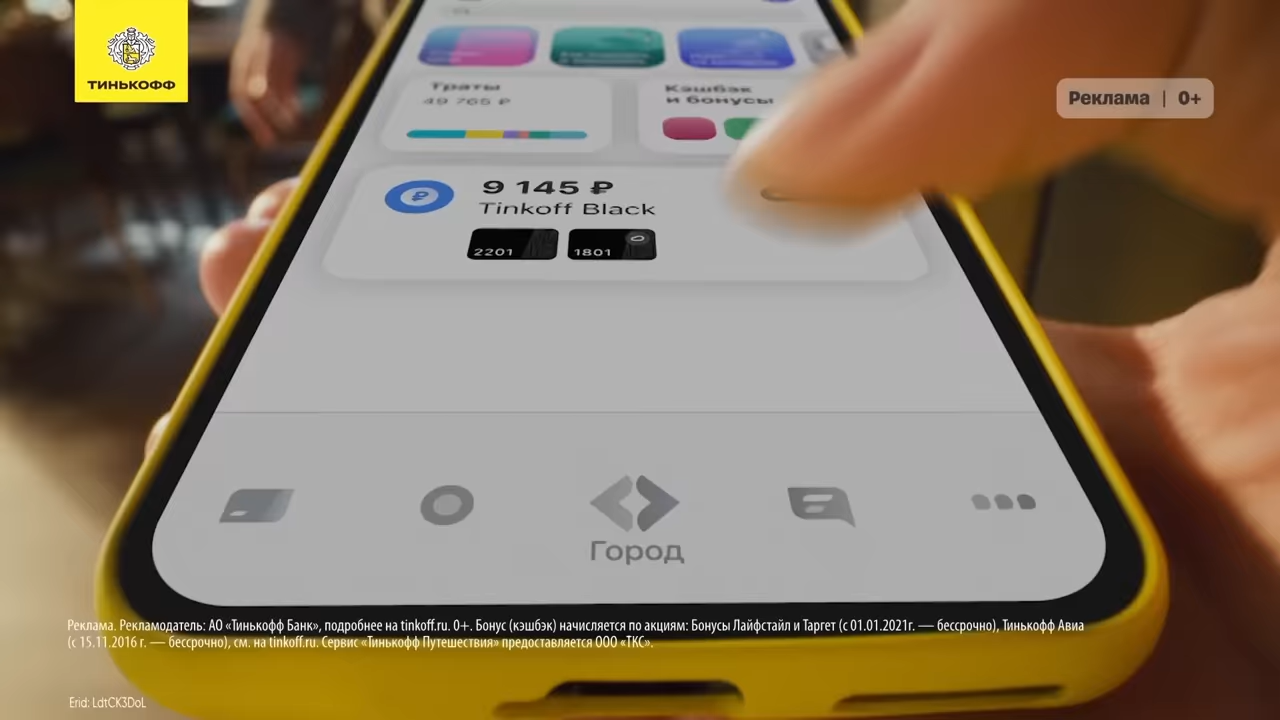 ТИНЬКОФФ
Реклама | 0+
Траты
49 765 ₽
Кэшбэк
и бонусы
9 145 ₽
Tinkoff Black
2201
1801
Город
Реклама. Рекламодатель: АО «Тинькофф Банк», подробнее на tinkoff.ru. 0+. Бонус (кэшбэк) начисляется по акциям: Бонусы Лайфстайл и Таргет (с 01.01.2021г. — бессрочно), Тинькофф Авиа
(с 15.11.2016 г. — бессрочно), см. на tinkoff.ru. Сервис «Тинькофф Путешествия» предоставляется ООО «ТКС».
Erid: LdtCK3DoL